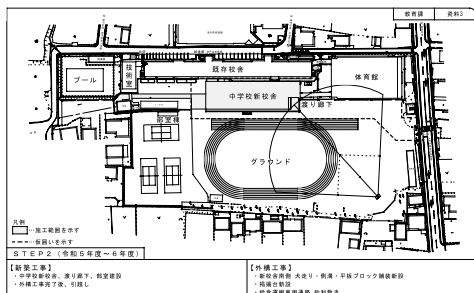 教育課 資料3
プール
技術室
既存校舎
体育館
中学校新校舎
渡り廊下
部室棟
グラウンド
凡例
…施工範囲を示す
…仮囲いを示す
STEP2(令和5年度~6年度)
【新築工事】
・中学校新校舎、渡り廊下、部室建設
・外構工事完了後、引越し
【外構工事】
・新校舎南側 犬走り・側溝・平板ブロック舗装新設
・掲揚台新設